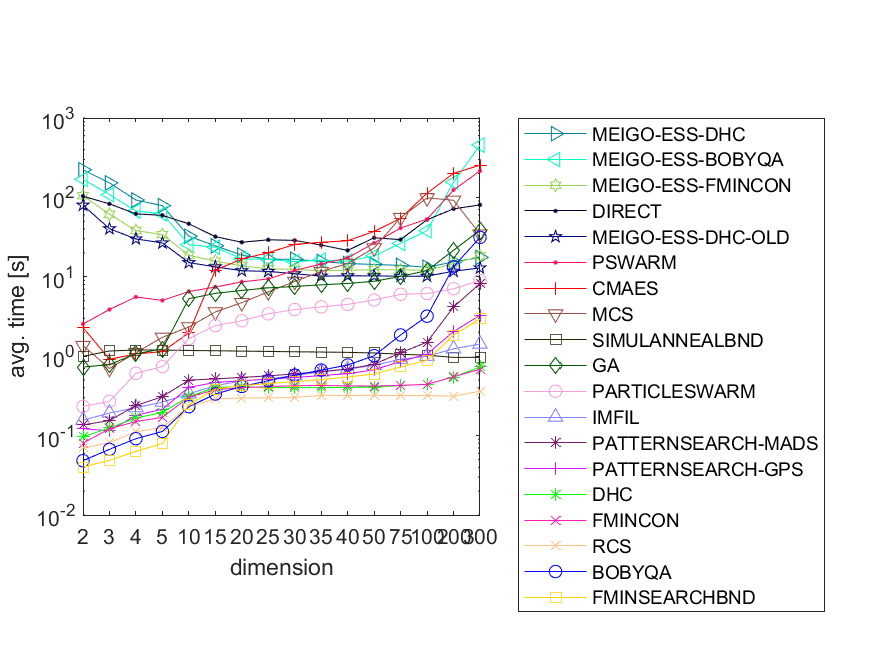 10^3
10^2
10^1
10^0
10^-1
10^-2
avg. time [s]
2 3 4 5 10 15 20 25 30 35 40 50 75 100 200 300
dimension
MEIGO-ESS-DHC
MEIGO-ESS-BOBYQA
MEIGO-ESS-FMINCON
DIRECT
MEIGO-ESS-DHC-OLD
PSWARM
CMAES
MCS
SIMULANNEALBND
GA
PARTICLESWARM
IMFIL
PATTERNSEARCH-MADS
PATTERNSEARCH-GPS
DHC
FMINCON
RCS
BOBYQA
FMINSEARCHBND